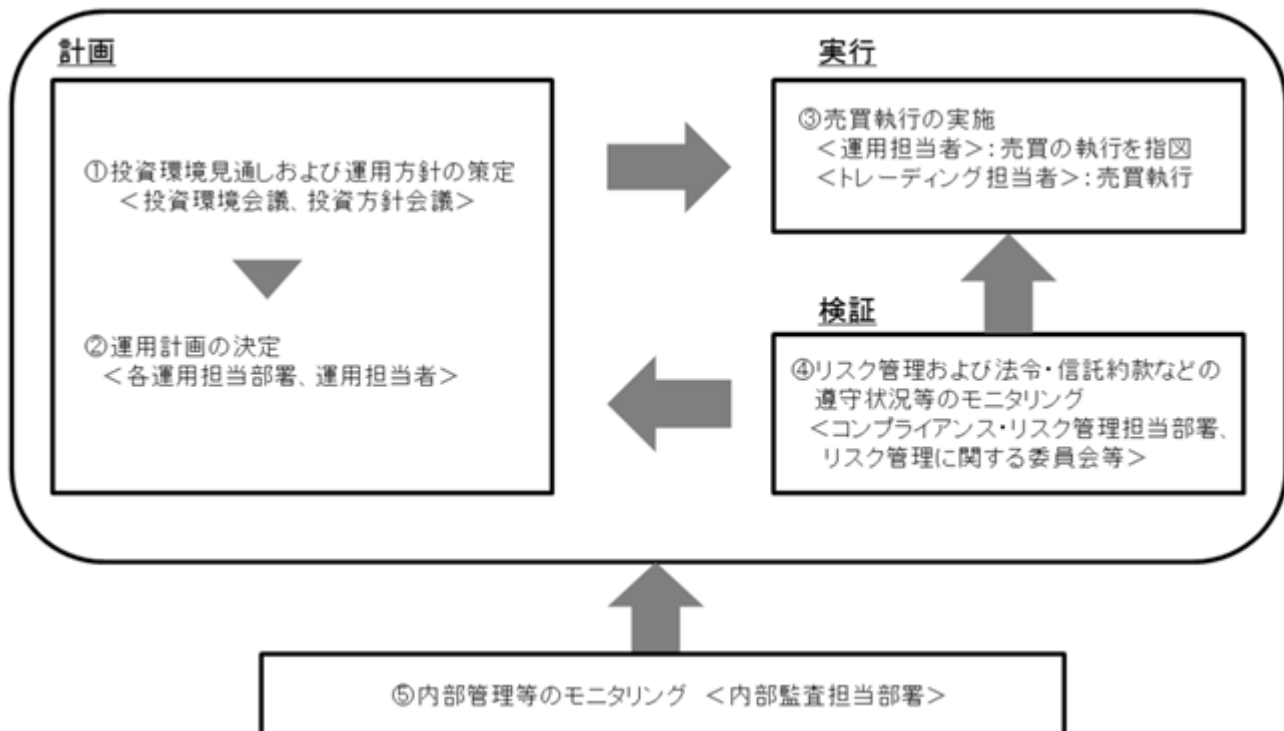 計画
①投資環境見通しおよび運用方針の策定
＜投資環境会議、投資方針会議＞
②運用計画の決定
＜各運用担当部署、運用担当者＞
実行
③売買執行の実施
＜運用担当者＞：売買の執行を指図
＜トレーディング担当者＞：売買執行
検証
④リスク管理および法令・信託約款などの
遵守状況等のモニタリング
＜コンプライアンス・リスク管理担当部署、
リスク管理に関する委員会等＞
⑤内部管理等のモニタリング　＜内部監査担当部署＞